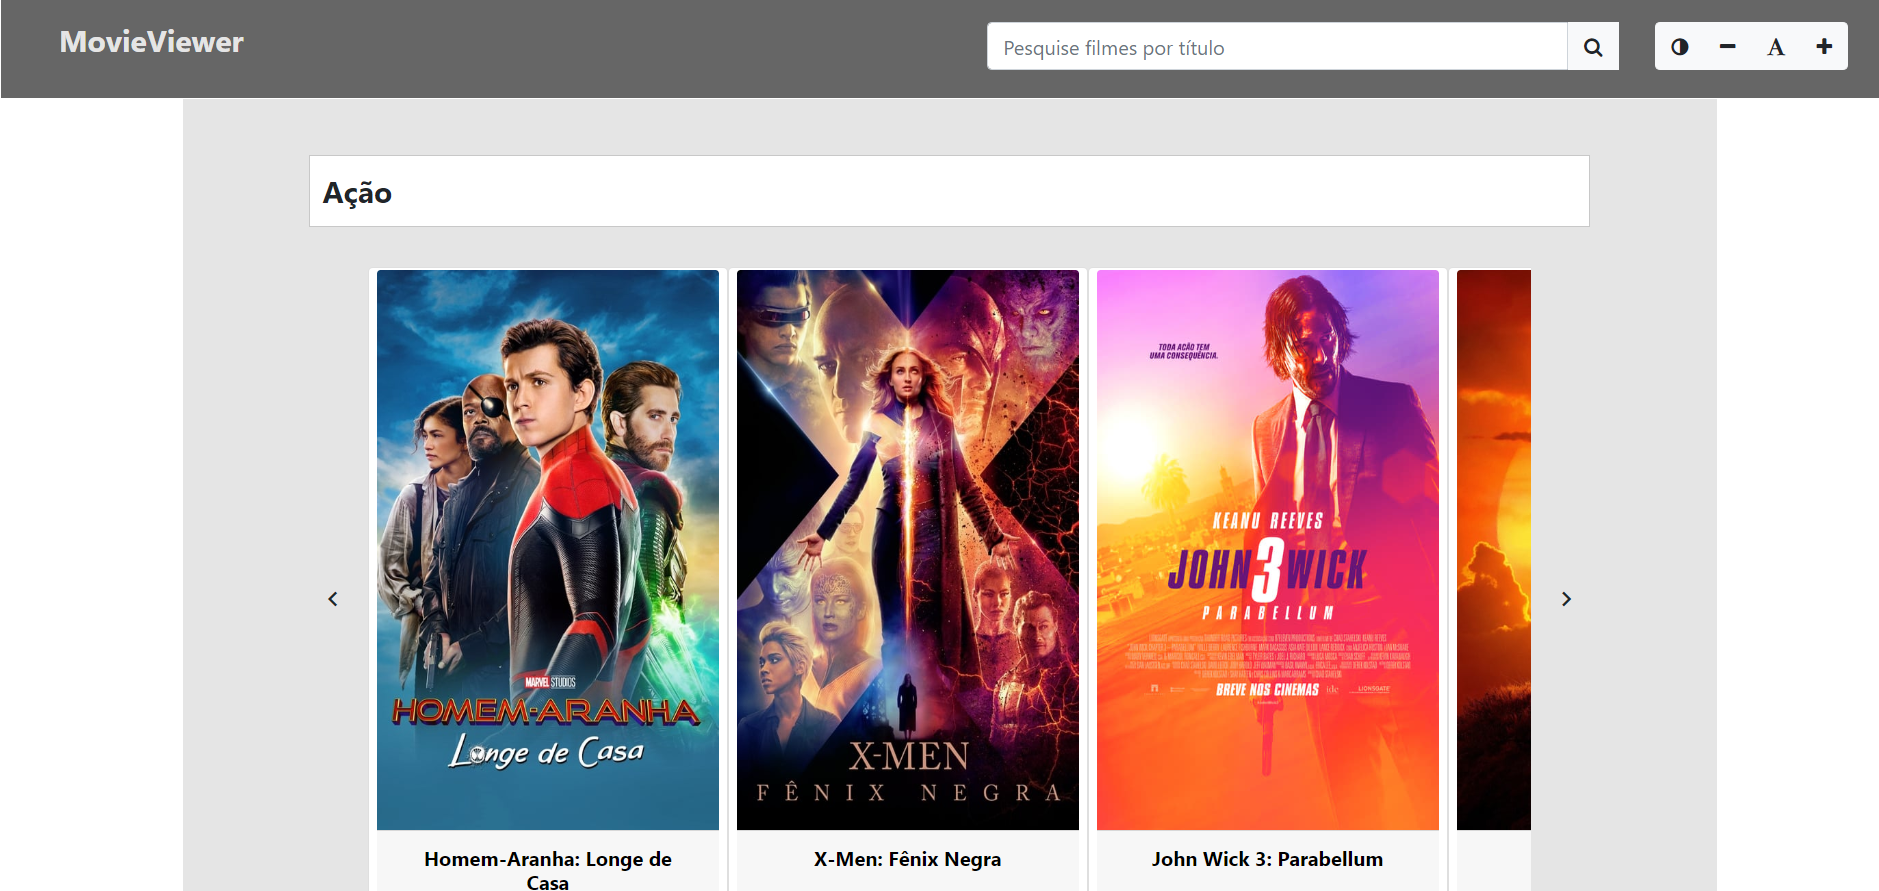 MovieViewer
Pesquise filmes por título
A
Ação
MARVEL STUDIOS
HOMEM-ARANHA
Longe de Casa
X-MEN
FÊNIX NEGRA
TODA AÇÃO TEM
UMA CONSEQUÊNCIA.
KEANU REEVES
JOHN 3 WICK
PARABELLUM
BREVE NOS CINEMAS
LIONSGATE
Homem-Aranha: Longe de
Casa
X-Men: Fênix Negra
John Wick 3: Parabellum